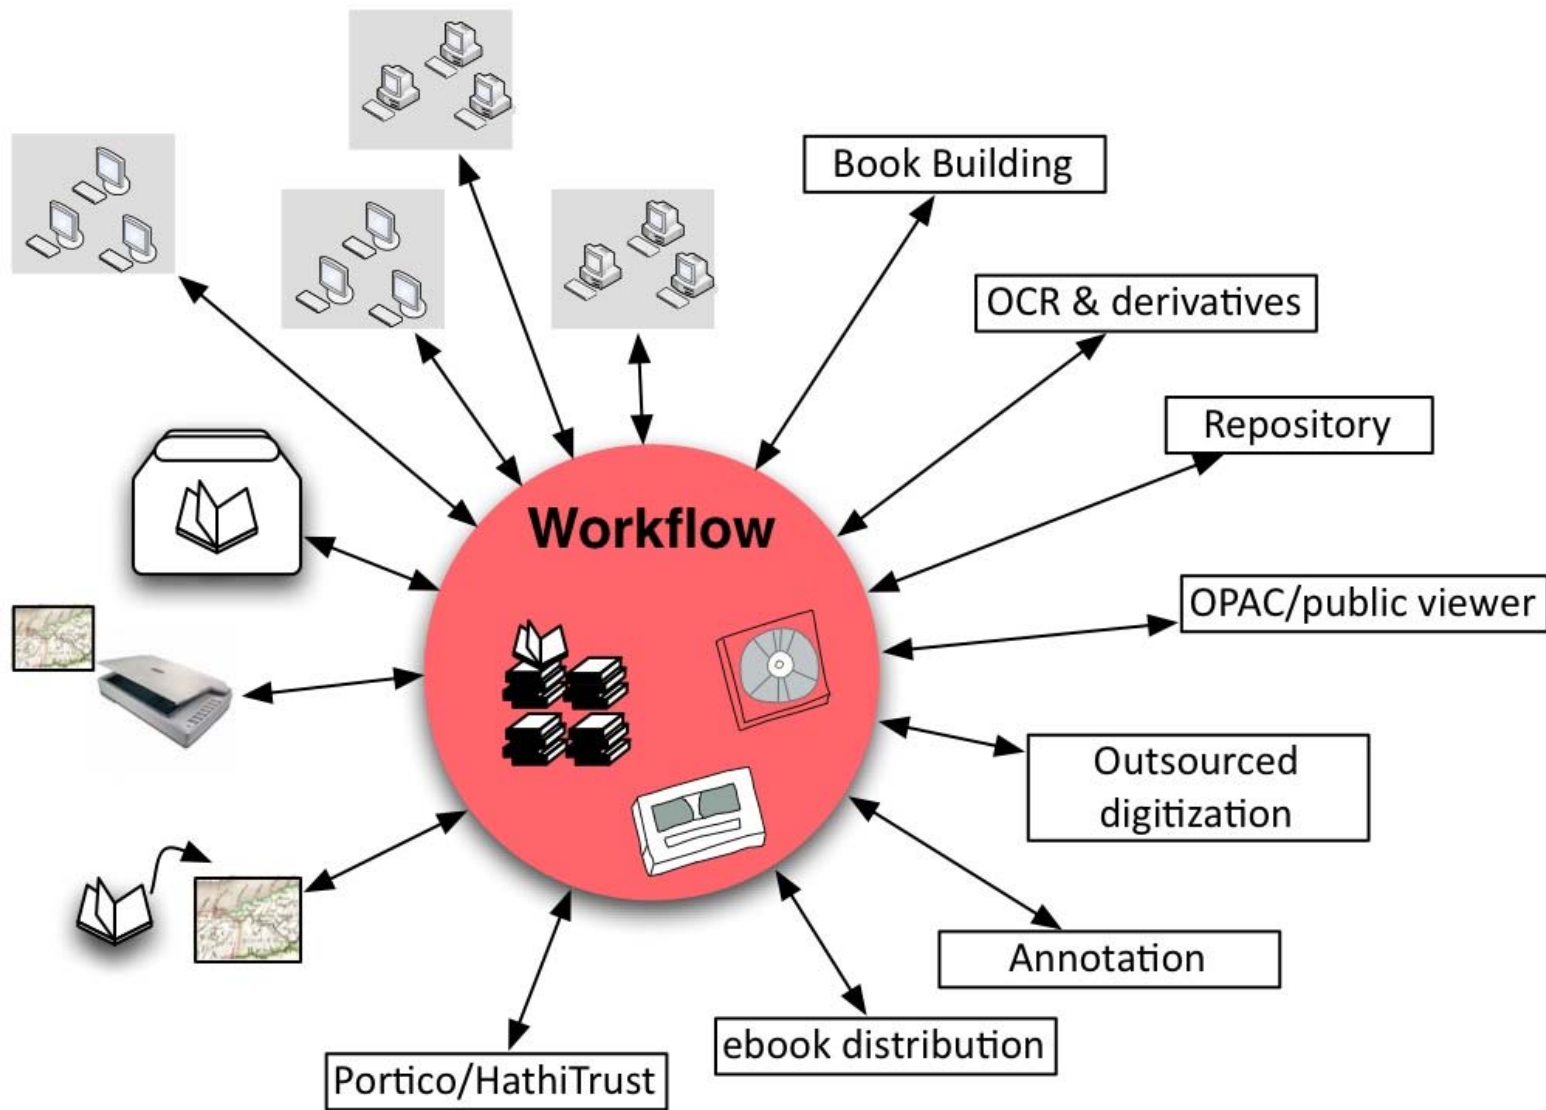 Book Building
OCR & derivatives
Repository
Workflow
OPAC/public viewer
Outsourced
digitization
Annotation
ebook distribution
Portico/HathiTrust